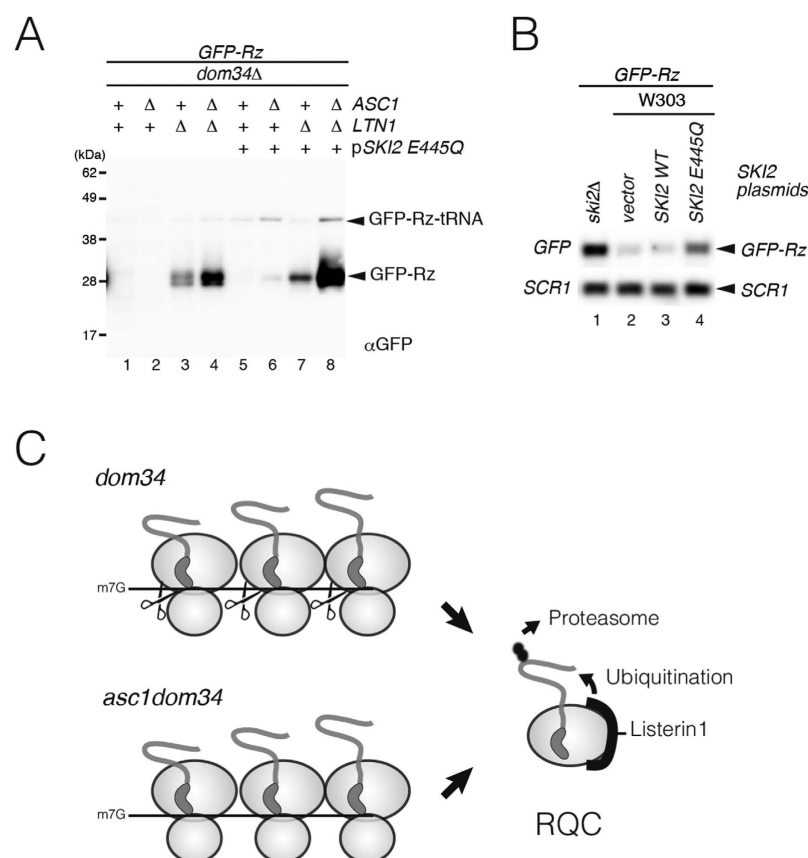 A
GFP-Rz
dom34Δ
+ Δ + Δ + Δ + Δ ASC1
+ + Δ Δ + + Δ Δ LTN1
+ + + + pSKI2 E445Q
(kDa)
62
49
38
28
17
GFP-Rz-tRNA
GFP-Rz
αGFP
1 2 3 4 5 6 7 8
B
GFP-Rz
W303
ski2Δ
vector
SKI2 WT
SKI2 E445Q
SKI2
plasmids
GFP
GFP-Rz
SCR1
SCR1
1 2 3 4
C
dom34
m7G
asc1dom34
m7G
Proteasome
Ubiquitination
Listerin1
RQC